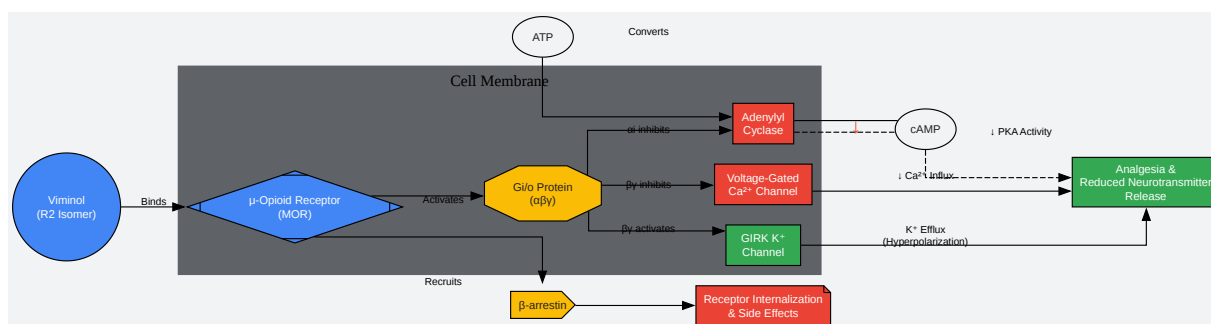 ATP
Converts
Cell Membrane
Adenylyl
Cyclase
αi inhibits
↓
cAMP
↓ PKA Activity
Viminol
(R2 Isomer)
Binds
μ-Opioid Receptor
(MOR)
Activates
Gi/o Protein
(αβγ)
βγ inhibits
Voltage-Gated
Ca²⁺ Channel
↓ Ca²⁺ Influx
Analgesia &
Reduced Neurotransmitter
Release
βγ activates
GIRK K⁺
Channel
K⁺ Efflux
(Hyperpolarization)
Recruits
β-arrestin
Receptor Internalization
& Side Effects